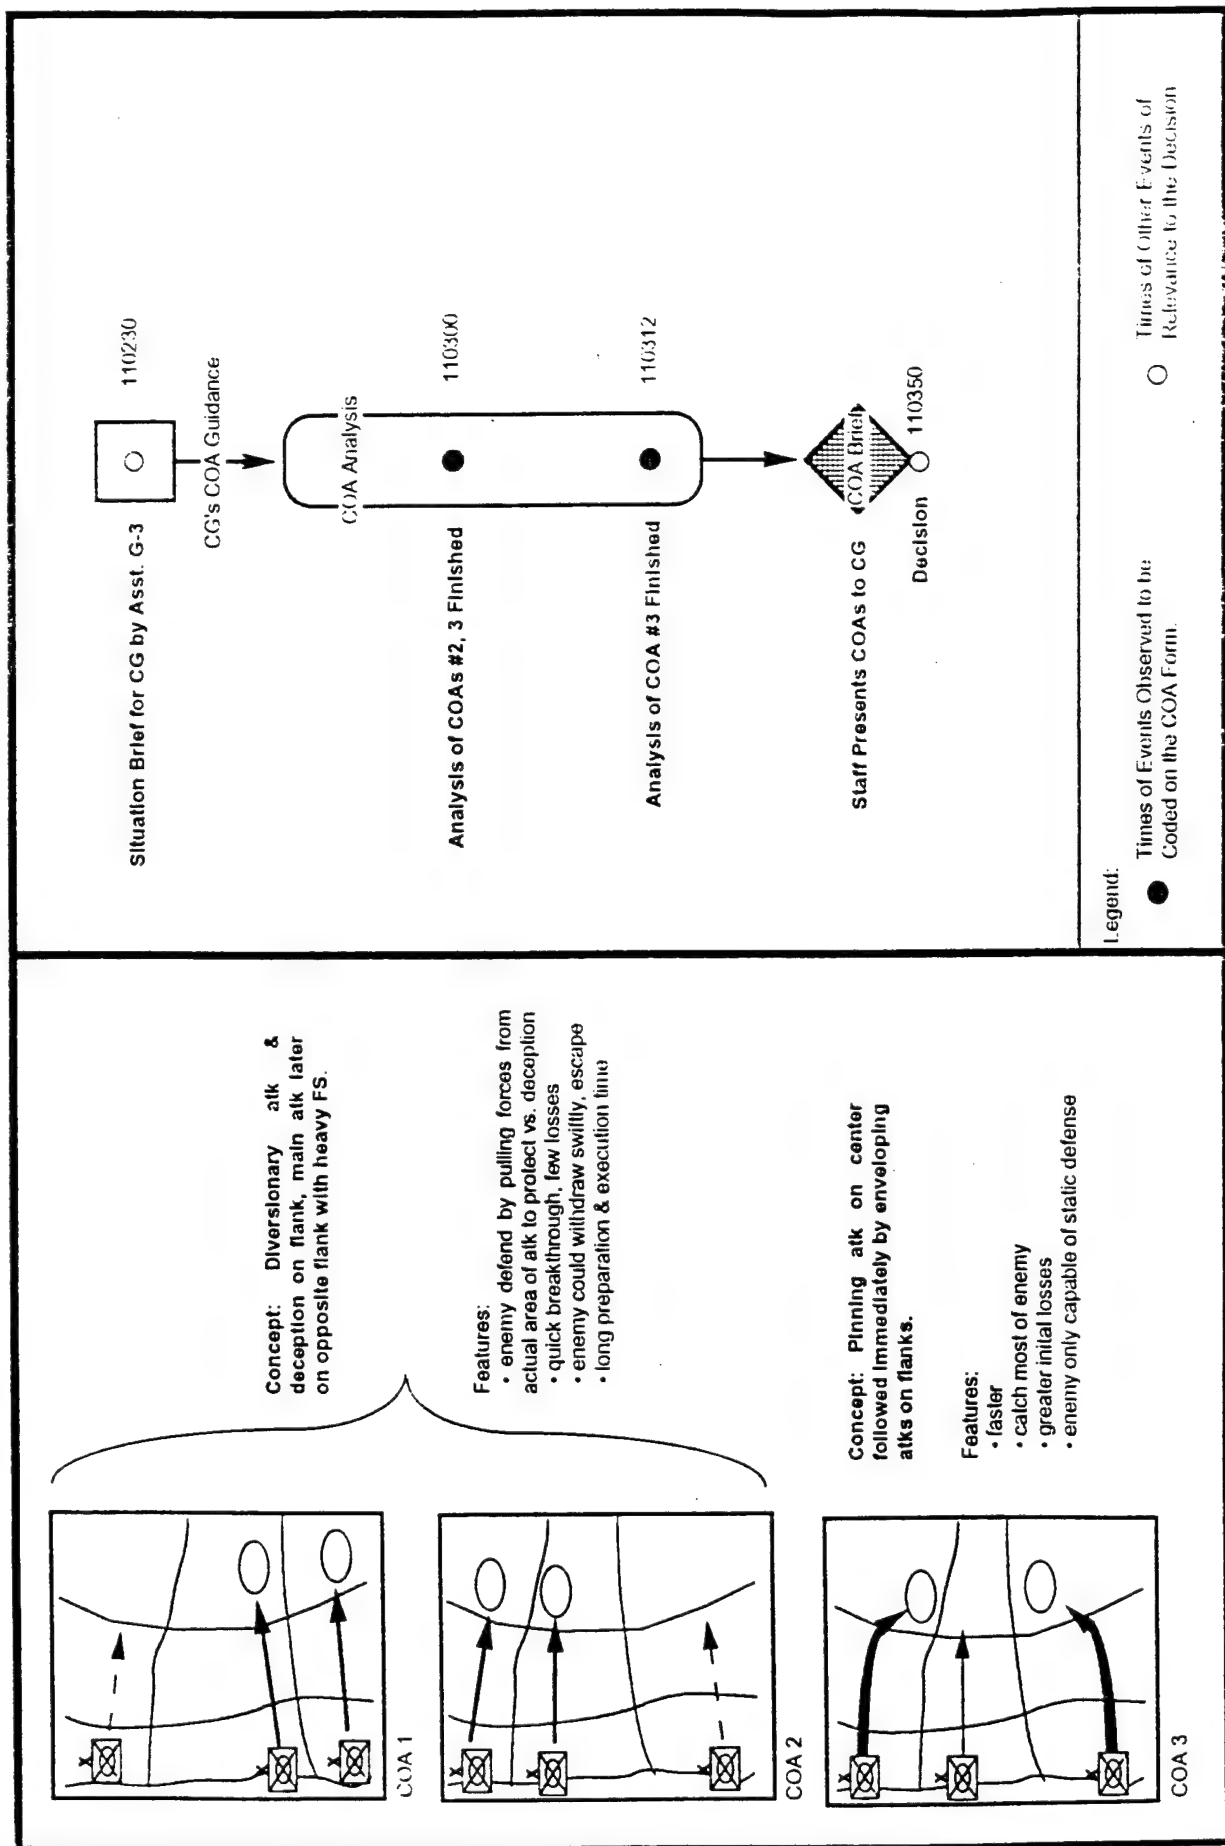 COA 1
COA 2
COA 3
Concept: Diversionary atk &
deception on flank, main atk later
on opposite flank with heavy FS.
Features:
• enemy defend by pulling forces from
actual area of atk to protect vs. deception
• quick breakthrough, few losses
• enemy could withdraw swiftly, escape
• long preparation & execution time
Concept: Pinning atk on center
followed immediately by enveloping
atks on flanks.
Features:
• faster
• catch most of enemy
• greater inital losses
• enemy only capable of static defense
Situation Brief for CG by Asst. G-3
110230
CG's COA Guidance
COA Analysis
Analysis of COAs #2, 3 Finished
110300
Analysis of COA #3 Finished
110312
Staff Presents COAs to CG
COA Brief
Decision
110350
Legend:
● Times of Events Observed to be
Coded on the COA Form.
○ Times of Other Events of
Relevance to the Decision